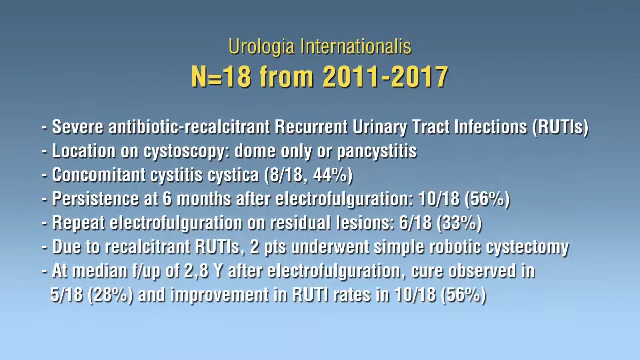 Urologia Internationalis
N=18 from 2011-2017
- Severe antibiotic-recalcitrant Recurrent Urinary Tract Infections (RUTIs)
- Location on cystoscopy: dome only or pancystitis
- Concomitant cystitis cystica (8/18, 44%)
- Persistence at 6 months after electrofulguration: 10/18 (56%)
- Repeat electrofulguration on residual lesions: 6/18 (33%)
- Due to recalcitrant RUTIs, 2 pts underwent simple robotic cystectomy
- At median f/up of 2,8 Y after electrofulguration, cure observed in
5/18 (28%) and improvement in RUTI rates in 10/18 (56%)